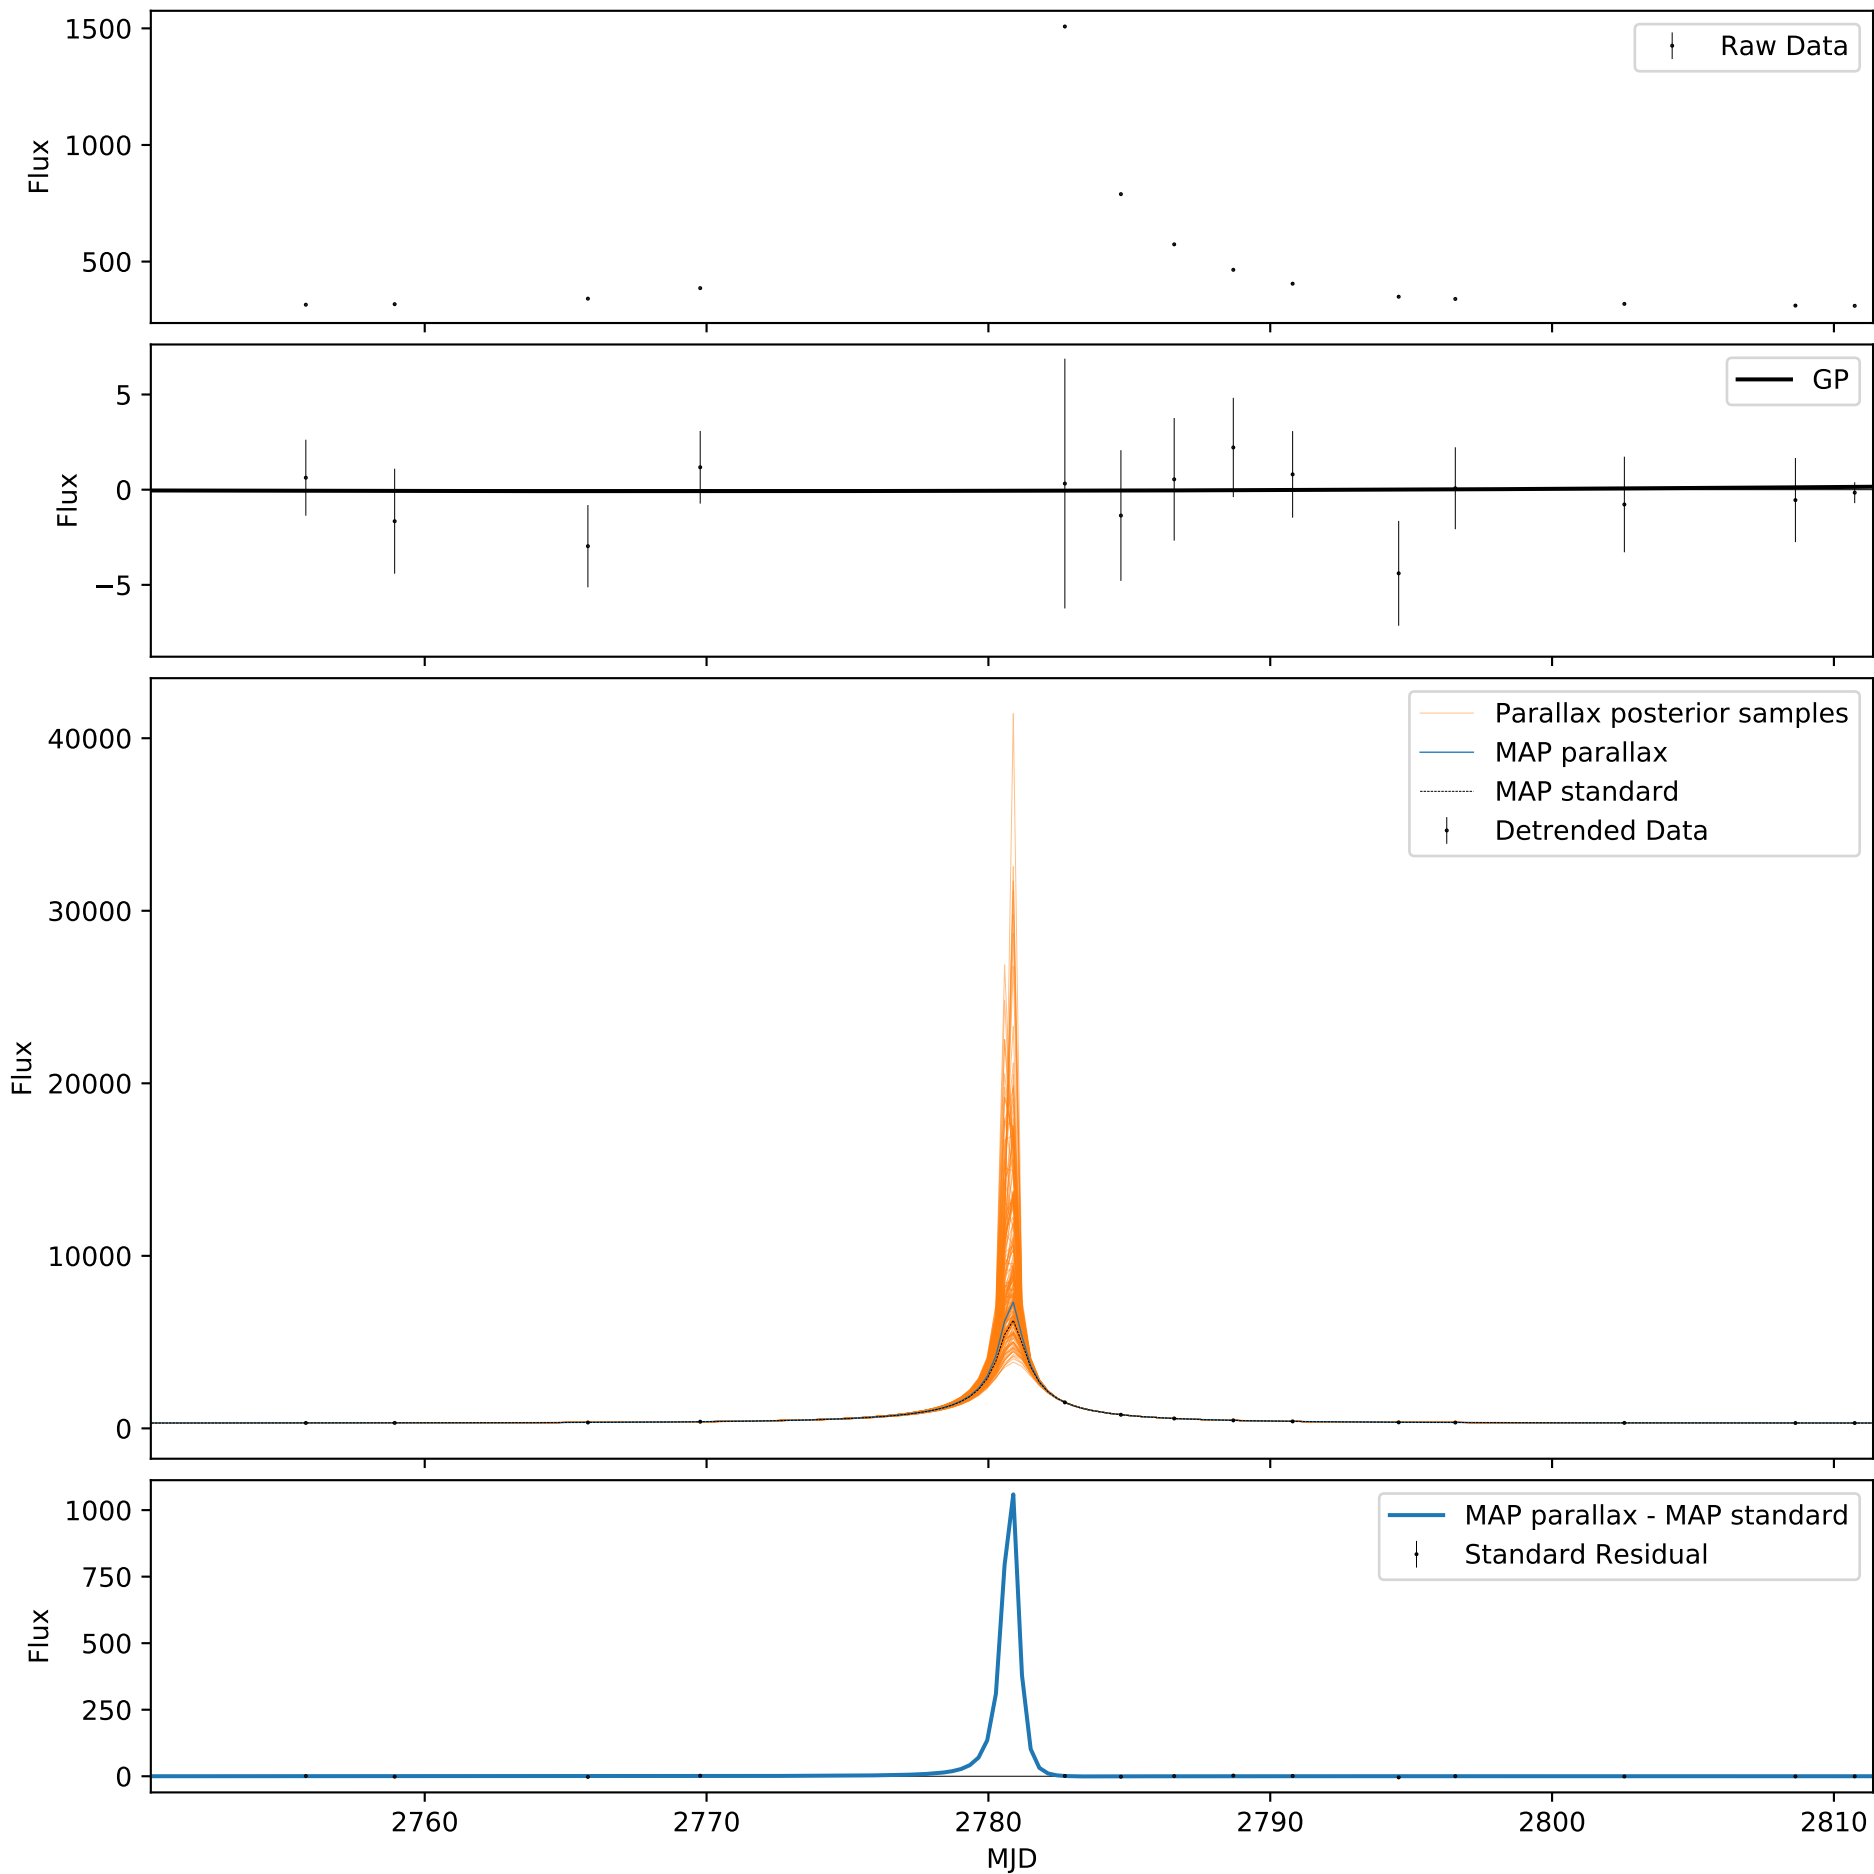 1500
1000
500
Flux
Raw Data
5
0
−5
Flux
GP
40000
30000
20000
10000
0
Flux
Parallax posterior samples
MAP parallax
MAP standard
Detrended Data
1000
750
500
250
0
Flux
MAP parallax - MAP standard
Standard Residual
2760 2770 2780 2790 2800 2810
MJD